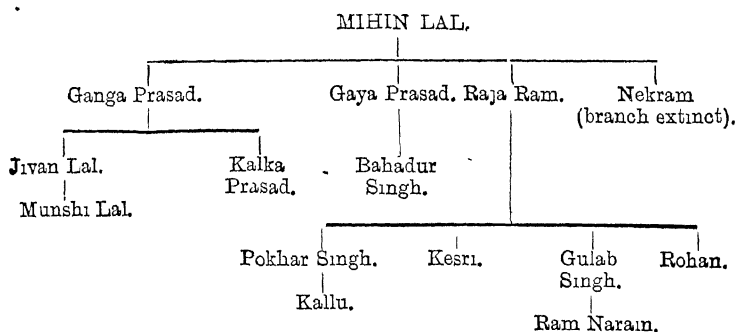 MIHIN LAL.
Ganga Prasad. Gaya Prasad. Raja Ram. Nekram
(branch extinct).
Jivan Lal. Kalka
Prasad. Bahadur
Singh.
Munshi Lal.
Pokhar Singh. Kesri. Gulab
Singh. Rohan.
Kallu.
Ram Narain.